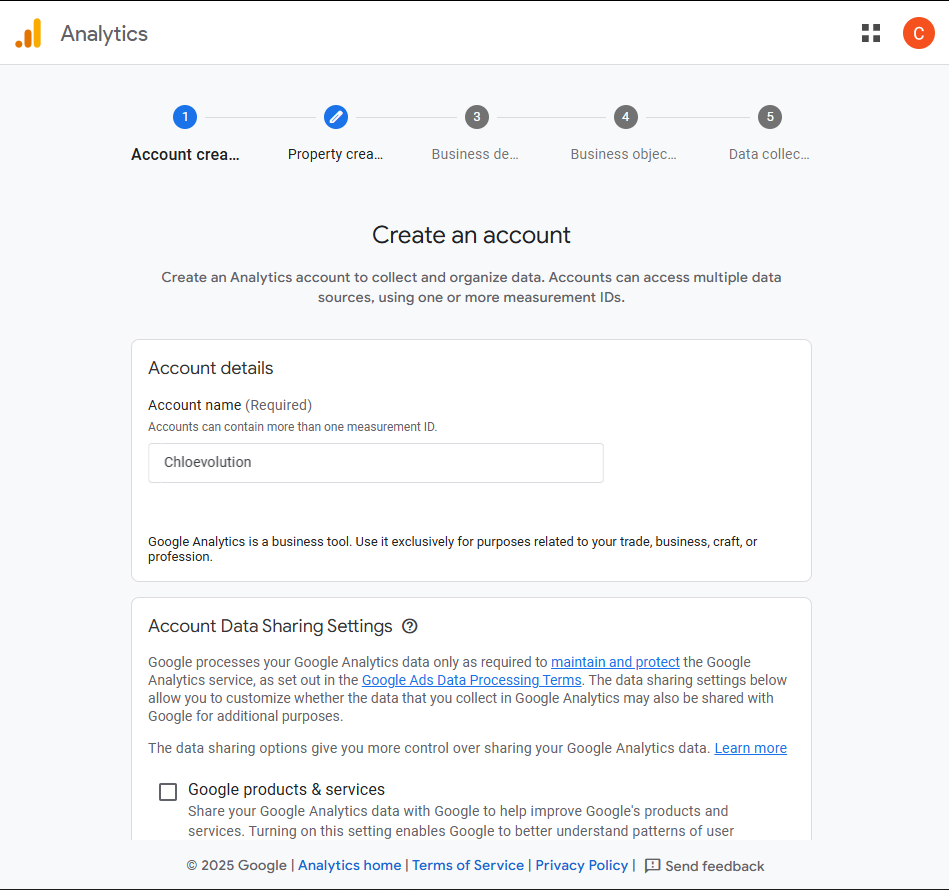 Analytics
C
1
3
4
5
Account crea...
Property crea...
Business de...
Business objec...
Data collec...
Create an account
Create an Analytics account to collect and organize data. Accounts can access multiple data
sources, using one or more measurement IDs.
Account details
Account name (Required)
Accounts can contain more than one measurement ID.
Chloevolution
Google Analytics is a business tool. Use it exclusively for purposes related to your trade, business, craft, or
profession.
Account Data Sharing Settings
Google processes your Google Analytics data only as required to maintain and protect the Google
Analytics service, as set out in the Google Ads Data Processing Terms. The data sharing settings below
allow you to customize whether the data that you collect in Google Analytics may also be shared with
Google for additional purposes.
The data sharing options give you more control over sharing your Google Analytics data. Learn more
Google products & services
Share your Google Analytics data with Google to help improve Google's products and
services. Turning on this setting enables Google to better understand patterns of user
© 2025 Google | Analytics home | Terms of Service | Privacy Policy | Send feedback